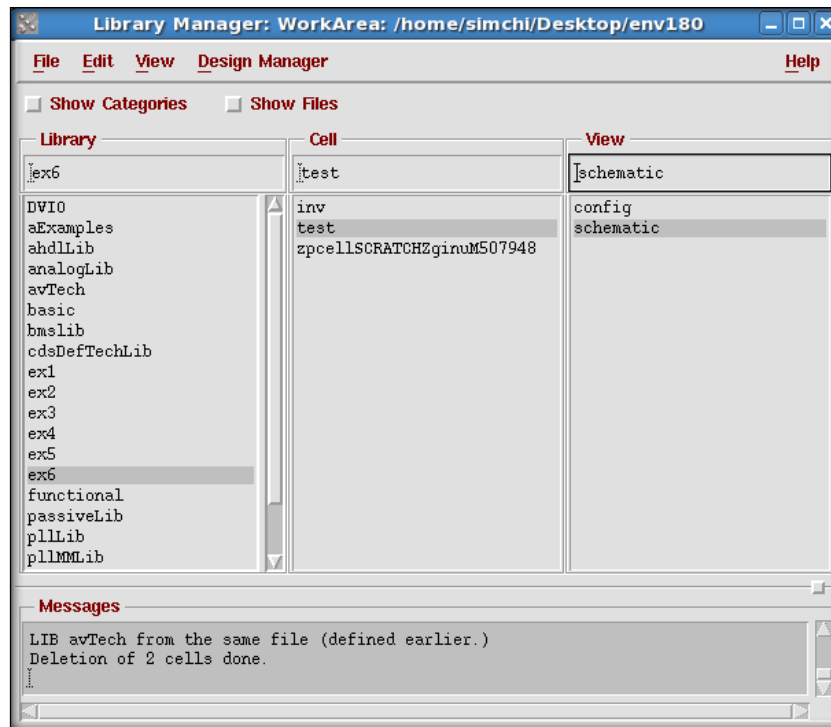 Library Manager: WorkArea: /home/simchi/Desktop/env180
File Edit View Design Manager Help
Show Categories Show Files
Library Cell View
ex6 test schematic
DVIO
aExamples
ahdlLib
analogLib
avTech
basic
bmslib
cdsDefTechLib
ex1
ex2
ex3
ex4
ex5
ex6
functional
passiveLib
pllLib
pllMMLib
inv
test
zpcellSCRATCHZginuM507948
config
schematic
Messages
LIB avTech from the same file (defined earlier.)
Deletion of 2 cells done.